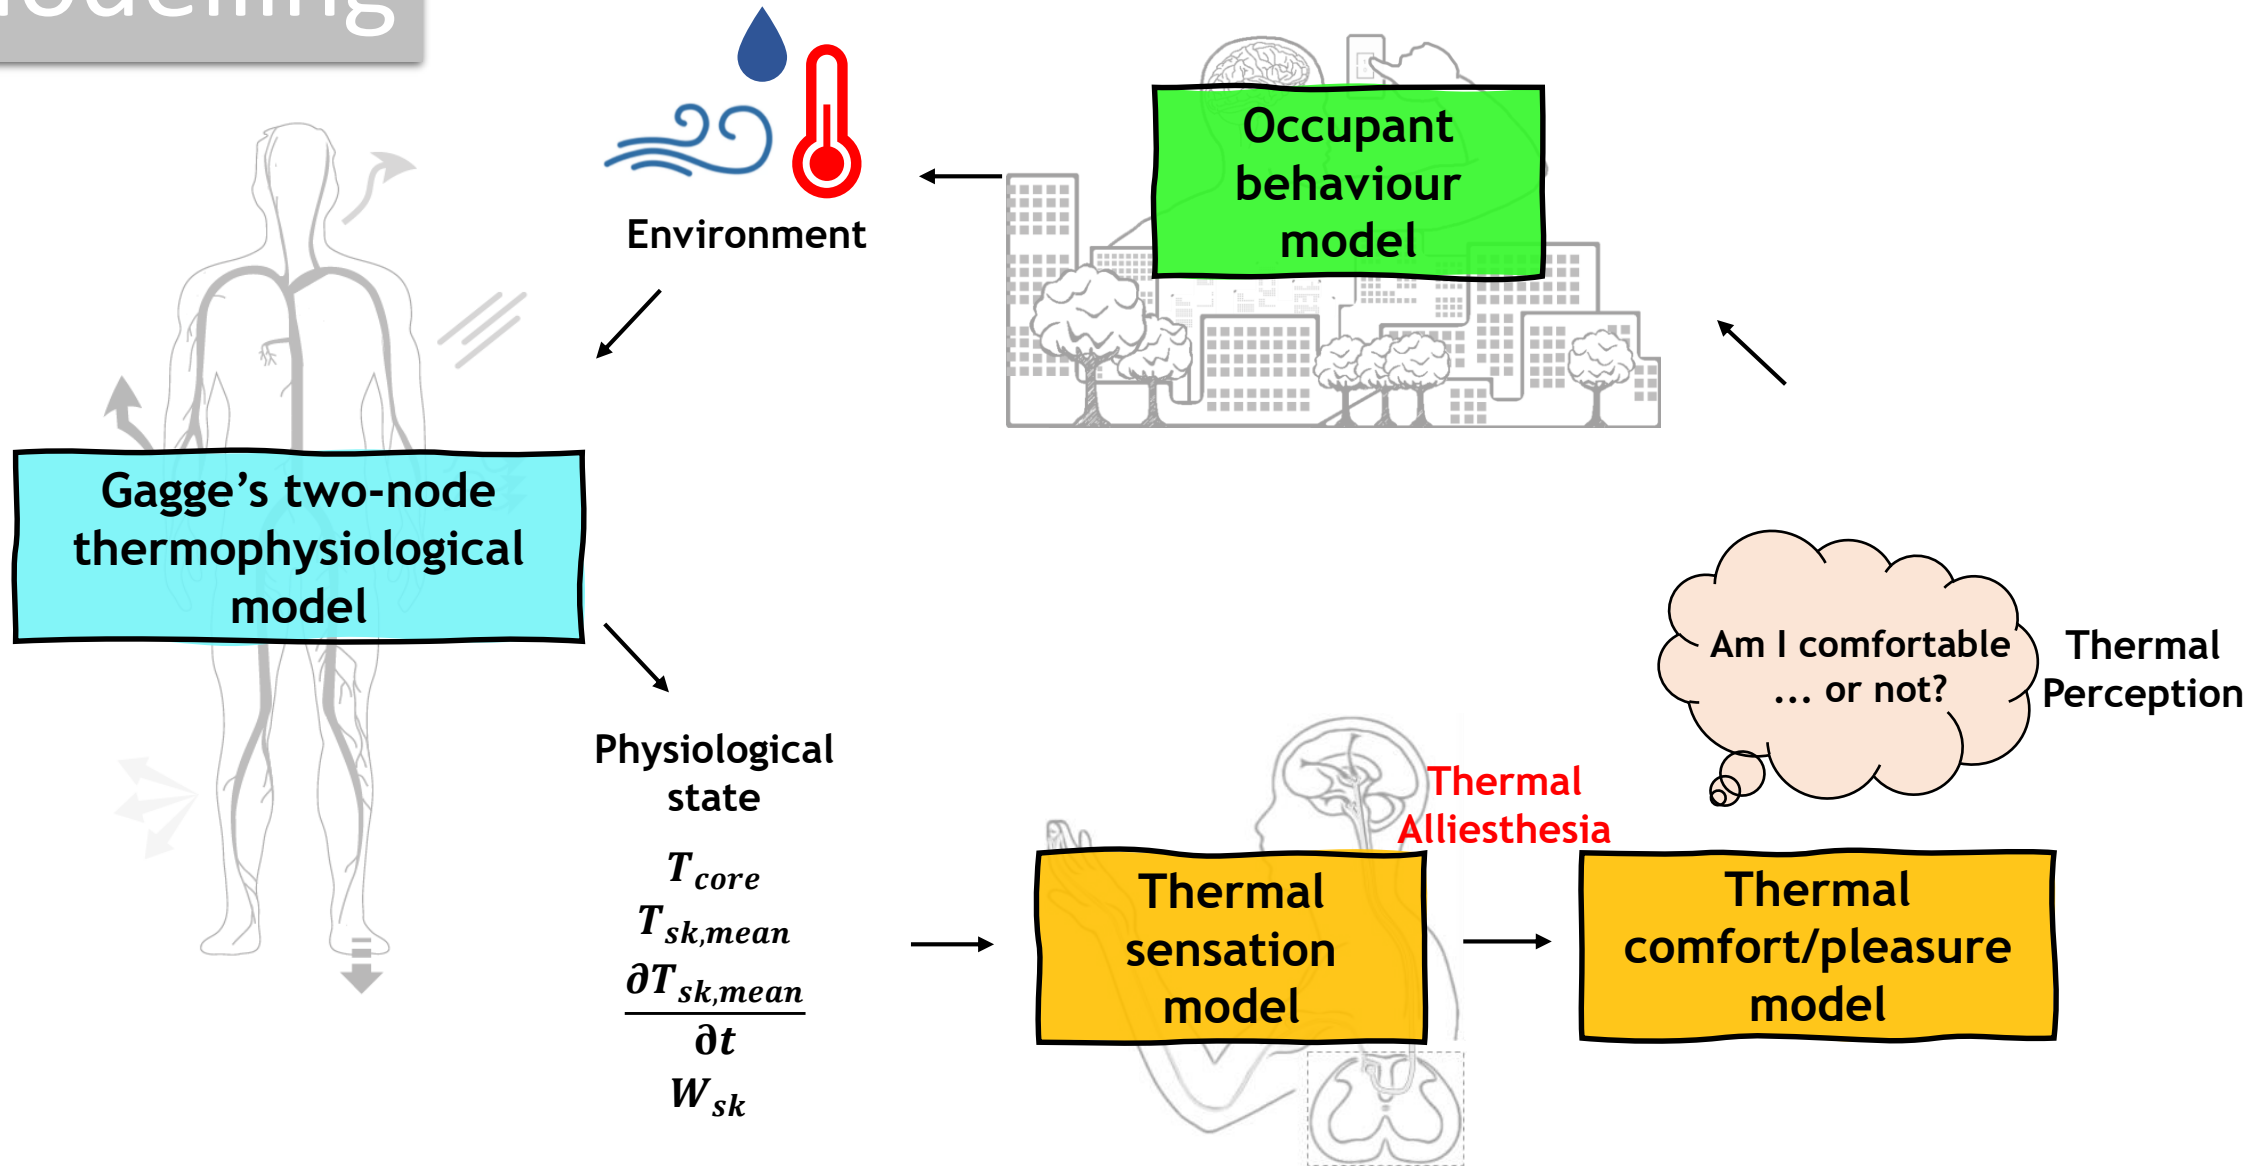 Environment
Occupant
behaviour
model
Gagge’s two-node
thermophysiological
model
Physiological
state
T core
T sk,mean
∂T sk,mean
∂t
W sk
Thermal
sensation
model
Thermal
Alliesthesia
Thermal
comfort/pleasure
model
Am I comfortable
... or not?
Thermal
Perception